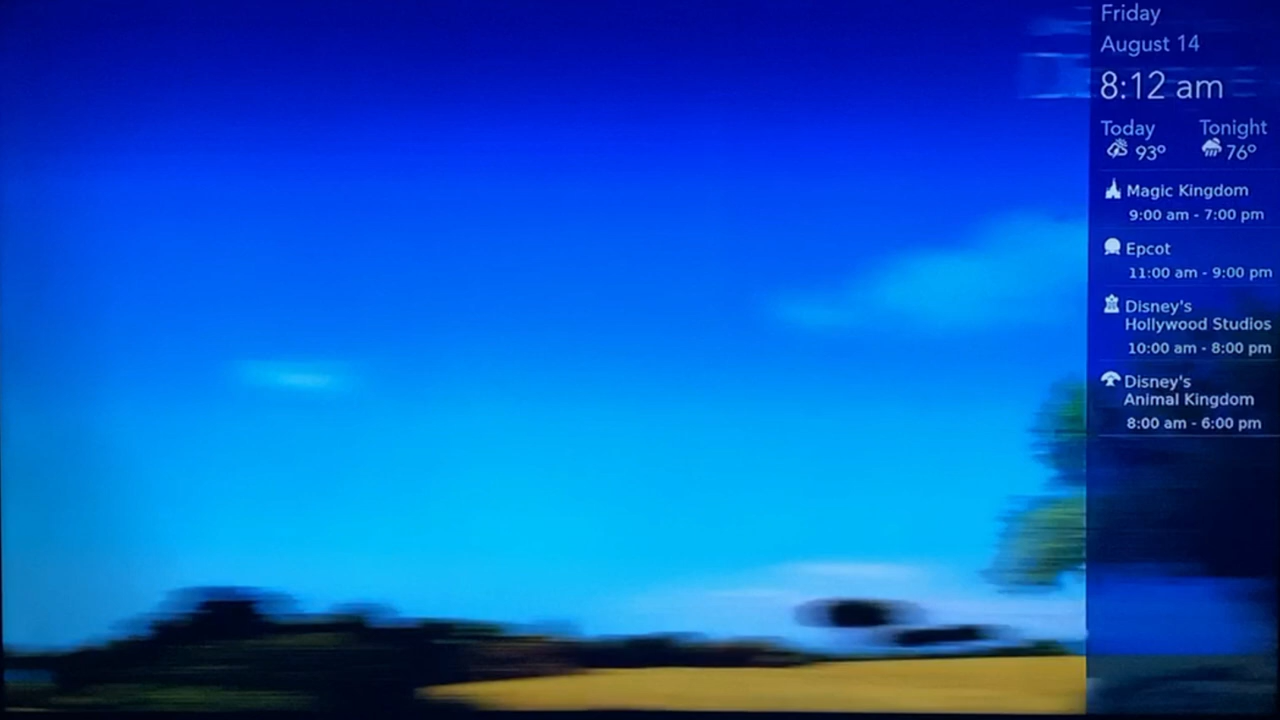 Friday
August 14
8:12 am
Today Tonight
93° 76°
Magic Kingdom
9:00 am - 7:00 pm
Epcot
11:00 am - 9:00 pm
Disney's
Hollywood Studios
10:00 am - 8:00 pm
Disney's
Animal Kingdom
8:00 am - 6:00 pm